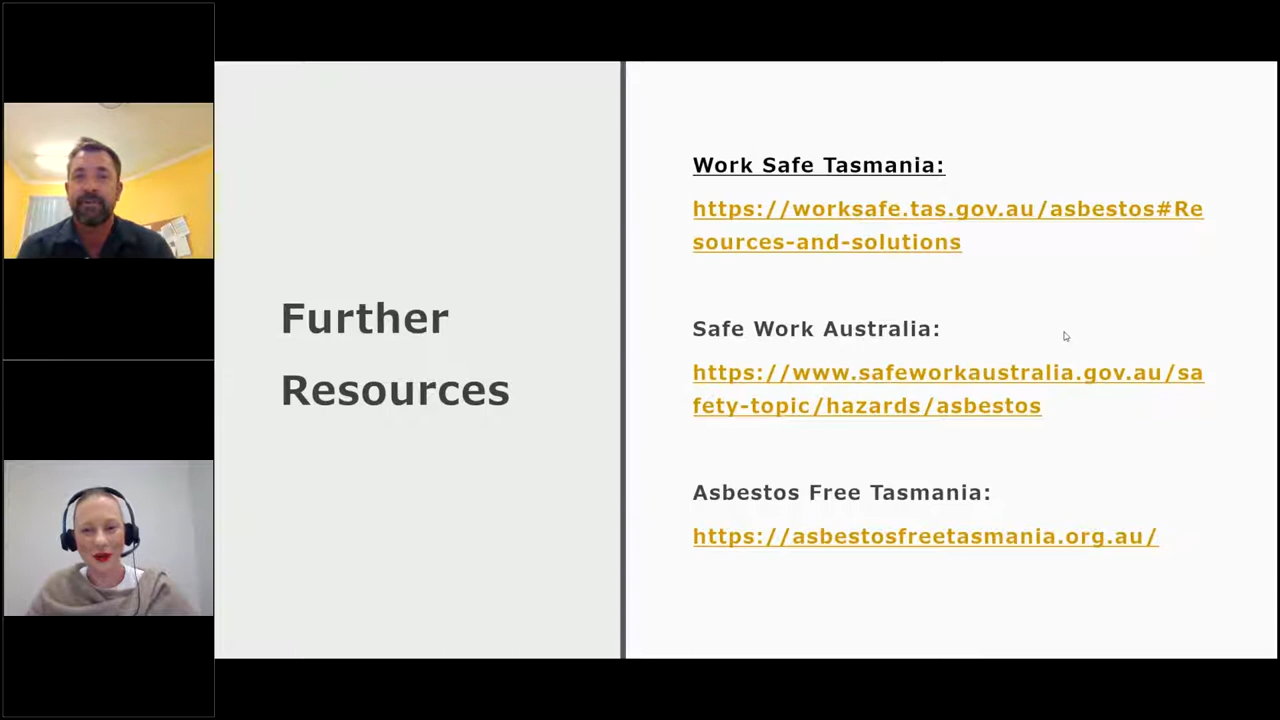 Further
Resources
Work Safe Tasmania:
https://worksafe.tas.gov.au/asbestos#Re
sources-and-solutions
Safe Work Australia:
https://www.safeworkaustralia.gov.au/sa
fety-topic/hazards/asbestos
Asbestos Free Tasmania:
https://asbestosfreetasmania.org.au/